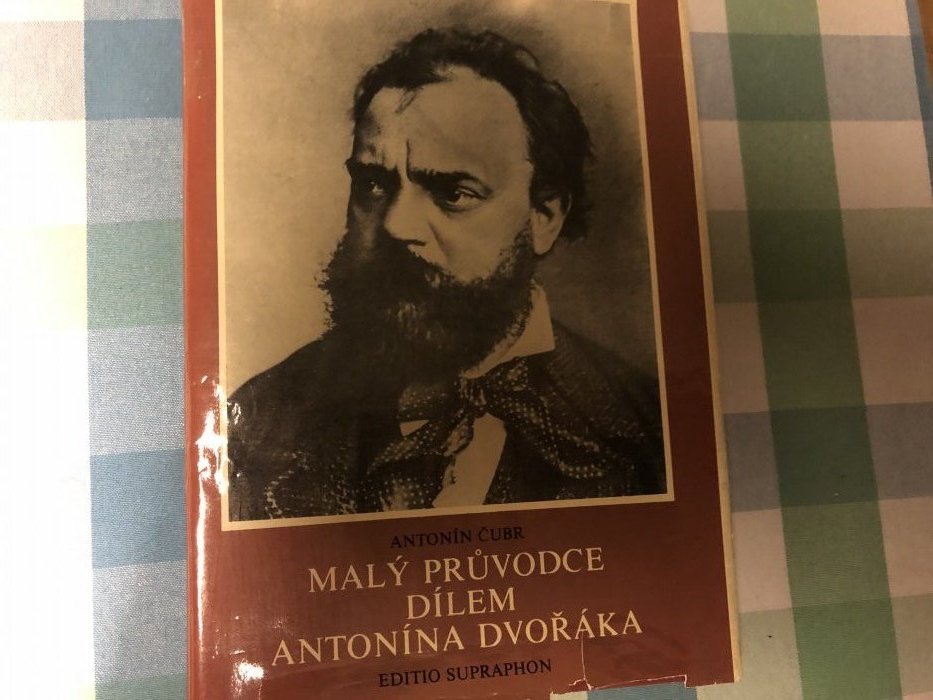 ANTONÍN ČUBR
MALÝ PRŮVODCE
DÍLEM
ANTONÍNA DVOŘÁKA
EDITIO SUPRAPHON